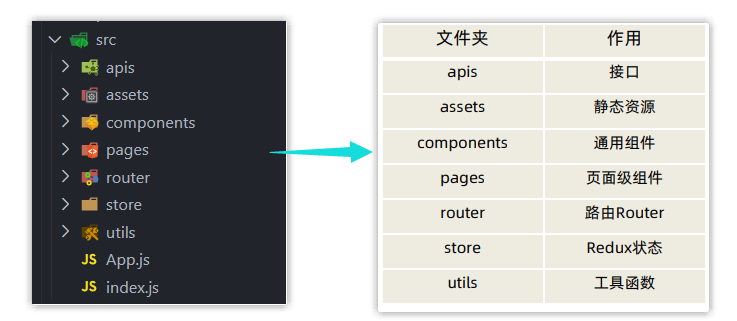 src
apis
assets
components
pages
router
store
utils
JS App.js
JS index.js
文件夹 作用
apis 接口
assets 静态资源
components 通用组件
pages 页面级组件
router 路由Router
store Redux状态
utils 工具函数